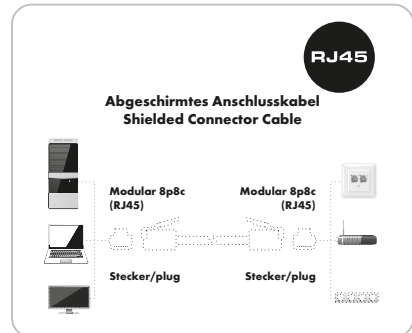 RJ45
Abgeschirmtes Anschlusskabel
Shielded Connector Cable
Modular 8p8c
(RJ45)
Modular 8p8c
(RJ45)
Stecker/plug
Stecker/plug